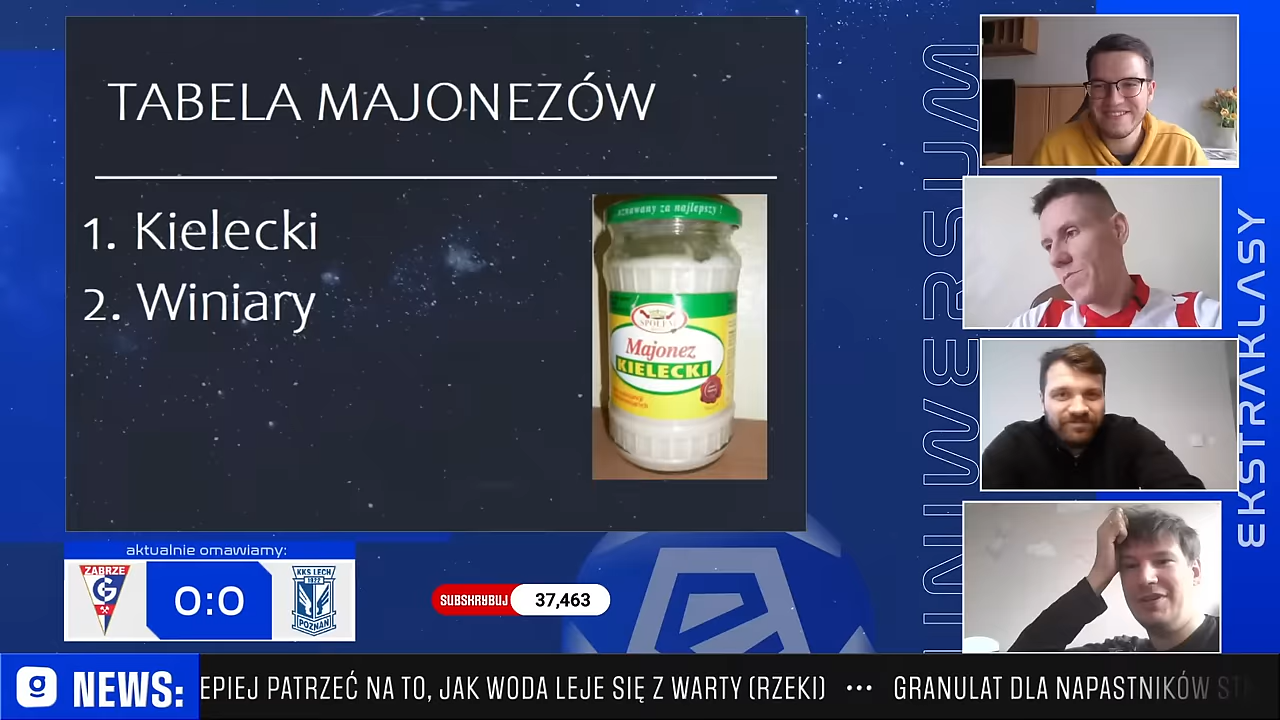 TABELA MAJONEZÓW
1. Kielecki
2. Winiary
uznawany za najlepszy!
SPOŁEM
Majonez
KIELECKI
aktualnie omawiamy:
ZABRZE
G
0:0
KKS LECH
1922
POZNAŃ
SUBSKRYBUJ
37,463
UNIWERSUM
EKSTRAKLASY
g NEWS:
EPIEJ PATRZEĆ NA TO, JAK WODA LEJE SIĘ Z WARTY (RZEKI) ••• GRANULAT DLA NAPASTNIKÓW